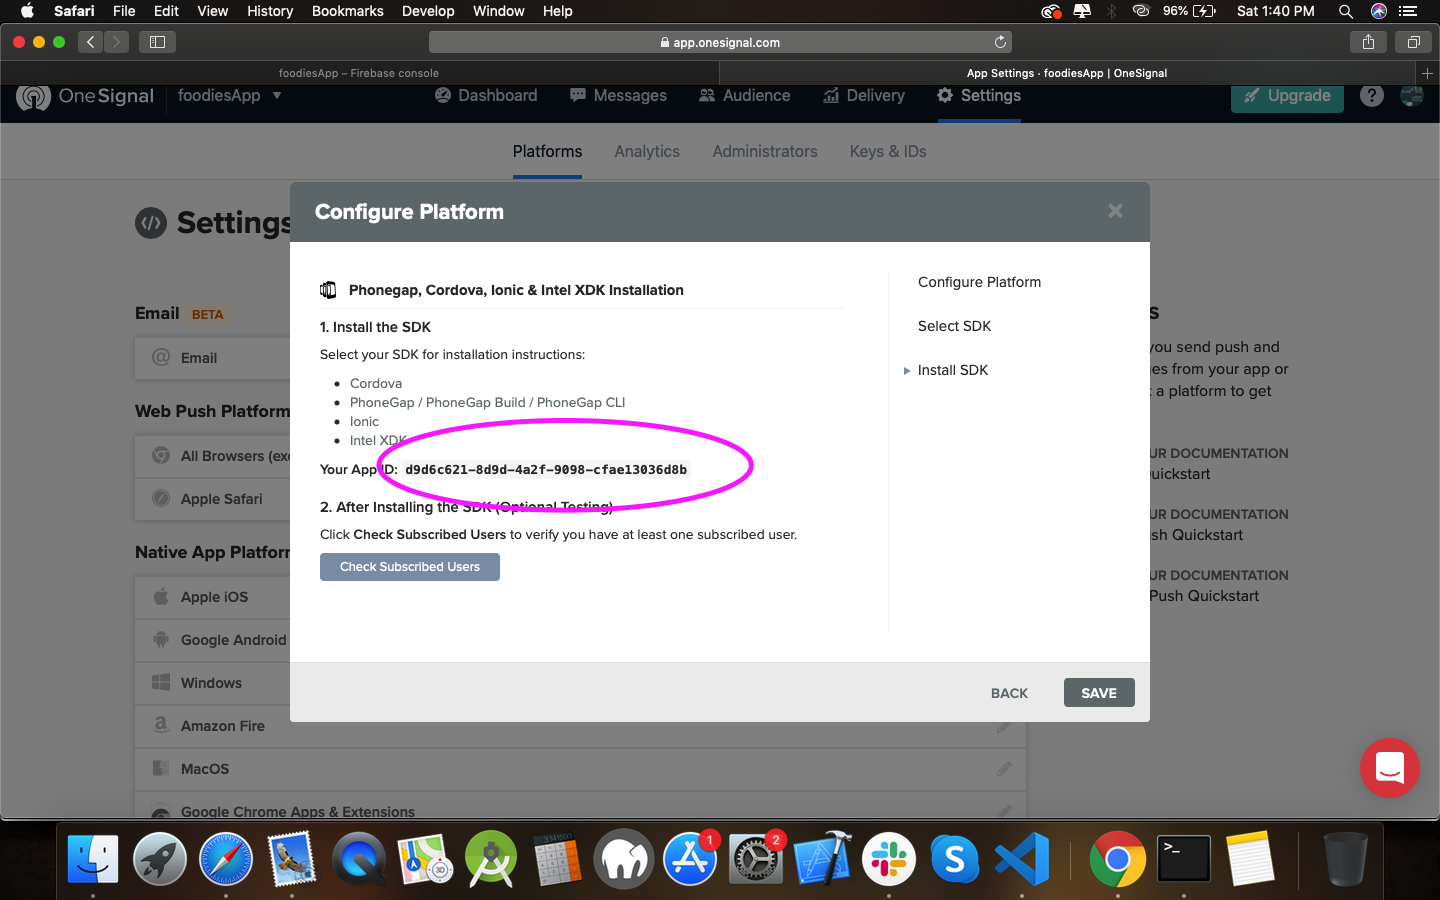 Safari File Edit View History Bookmarks Develop Window Help 96% Sat 1:40 PM
app.onesignal.com
foodiesApp – Firebase console App Settings · foodiesApp | OneSignal
OneSignal foodiesApp Dashboard Messages Audience Delivery Settings Upgrade ?
Platforms Analytics Administrators Keys & IDs
Settings
Configure Platform ×
Phonegap, Cordova, Ionic & Intel XDK Installation
1. Install the SDK
Select your SDK for installation instructions:
Cordova
PhoneGap / PhoneGap Build / PhoneGap CLI
Ionic
Intel XDK
Your App ID: d9d6c621-8d9d-4a2f-9098-cfae13036d8b
2. After Installing the SDK (Optional Testing)
Click Check Subscribed Users to verify you have at least one subscribed user.
Check Subscribed Users
Configure Platform
Select SDK
Install SDK
BACK SAVE
Email BETA
@ Email
Web Push Platform
All Browsers (exc
Apple Safari
Native App Platforr
Apple iOS
Google Android
Windows
a Amazon Fire
MacOS
Google Chrome Apps & Extensions
s
you send push and
es from your app or
a platform to get
UR DOCUMENTATION
uickstart
UR DOCUMENTATION
sh Quickstart
UR DOCUMENTATION
Push Quickstart
3D
1
2
S
>_